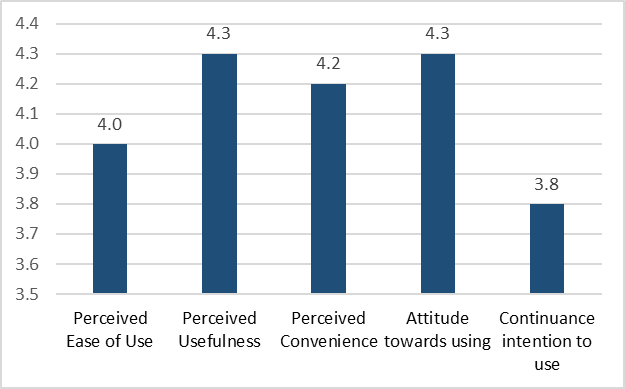 4.4
4.3
4.2
4.1
4.0
3.9
3.8
3.7
3.6
3.5
4.0
4.3
4.2
4.3
3.8
Perceived
Ease of Use
Perceived
Usefulness
Perceived
Convenience
Attitude
towards using
Continuance
intention to
use